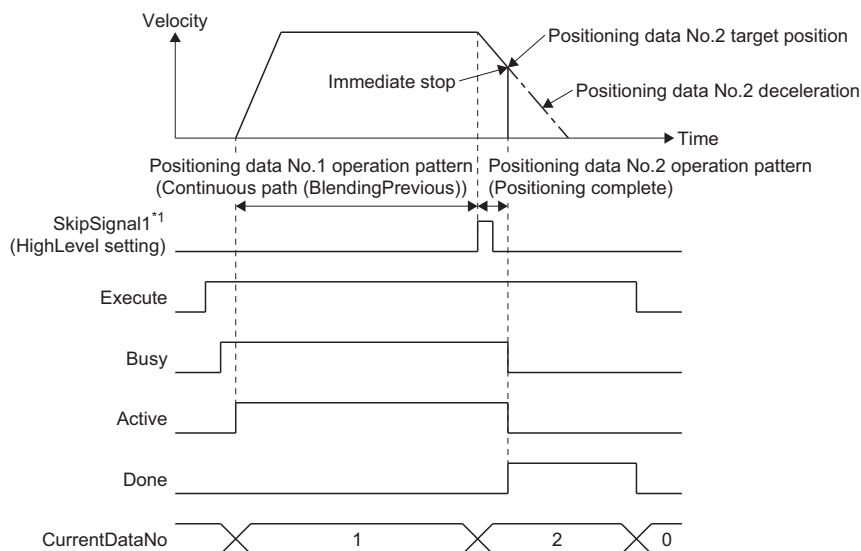 Velocity
Positioning data No.2 target position
Immediate stop
Positioning data No.2 deceleration
Time
Positioning data No.1 operation pattern
(Continuous path (BlendingPrevious))
Positioning data No.2 operation pattern
(Positioning complete)
SkipSignal1*1
(HighLevel setting)
Execute
Busy
Active
Done
CurrentDataNo 1 2 0